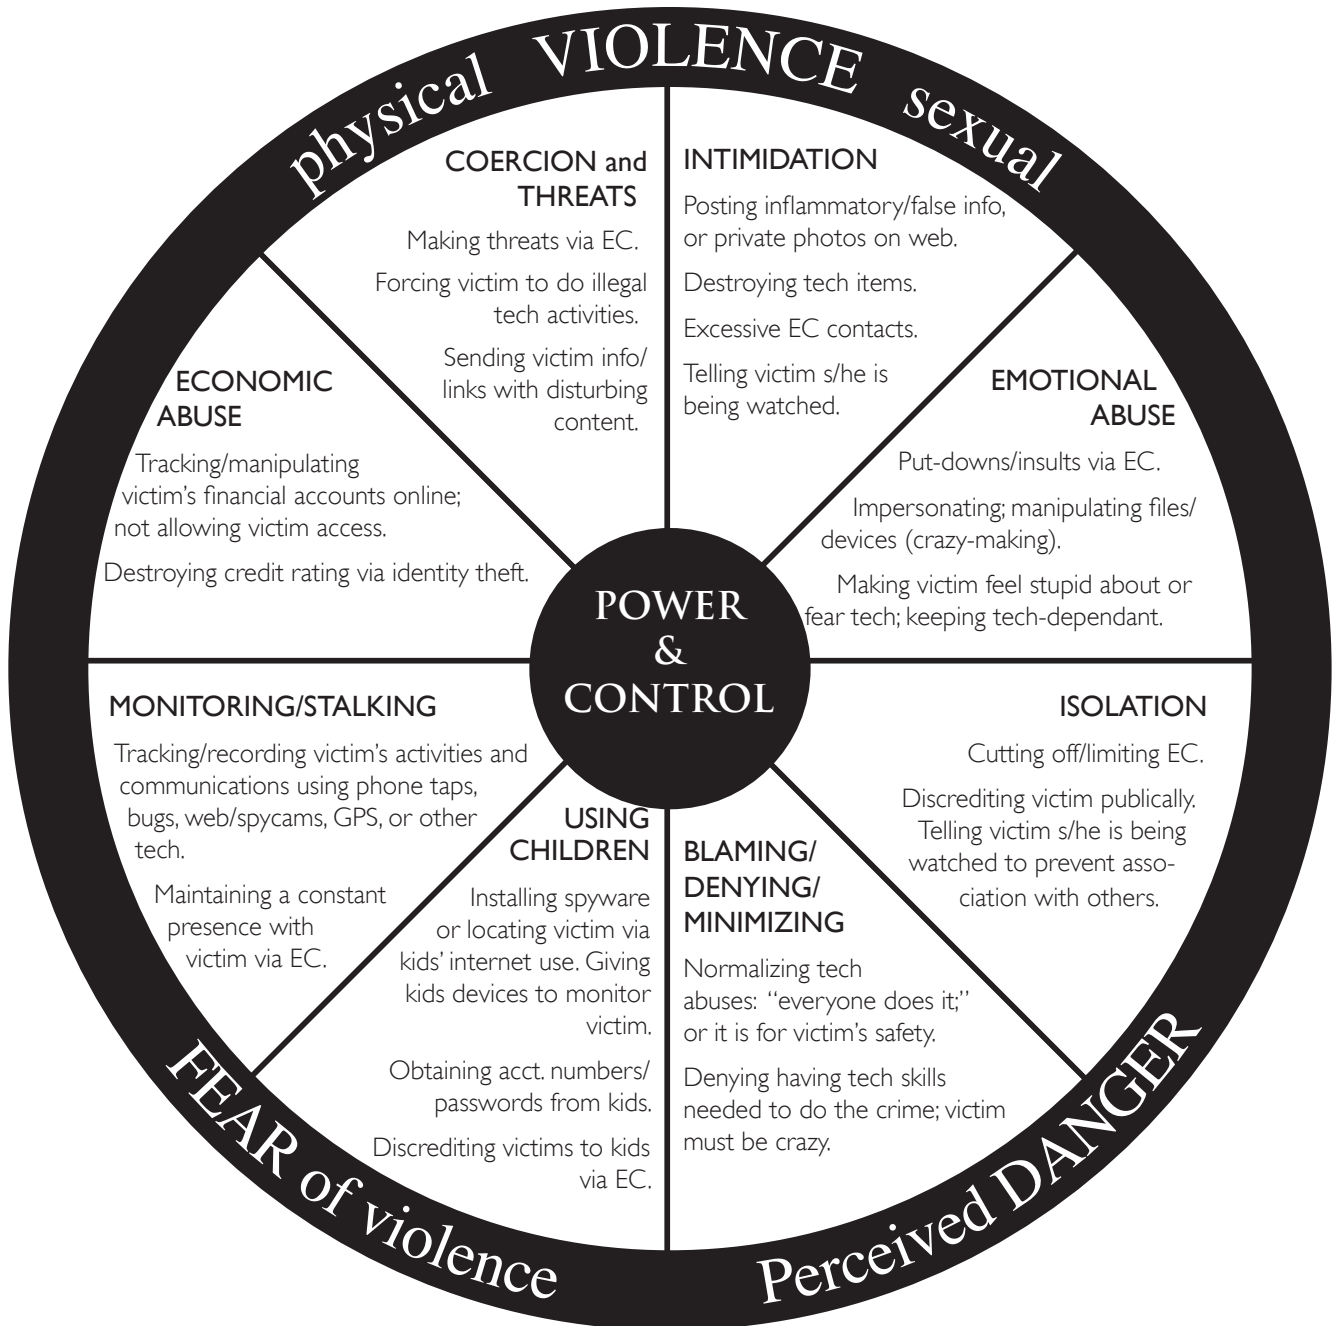 physical VIOLENCE sexual
COERCION and
THREATS
Making threats via EC.
Forcing victim to do illegal
tech activities.
Sending victim info/
links with disturbing
content.
INTIMIDATION
Posting inflammatory/false info,
or private photos on web.
Destroying tech items.
Excessive EC contacts.
Telling victim s/he is
being watched.
EMOTIONAL
ABUSE
Put-downs/insults via EC.
Impersonating; manipulating files/
devices (crazy-making).
Making victim feel stupid about or
fear tech; keeping tech-dependant.
ECONOMIC
ABUSE
Tracking/manipulating
victim’s financial accounts online;
not allowing victim access.
Destroying credit rating via identity theft.
POWER
&
CONTROL
MONITORING/STALKING
Tracking/recording victim’s activities and
communications using phone taps,
bugs, web/spycams, GPS, or other
tech.
Maintaining a constant
presence with
victim via EC.
USING
CHILDREN
Installing spyware
or locating victim via
kids’ internet use. Giving
kids devices to monitor
victim.
Obtaining acct. numbers/
passwords from kids.
Discrediting victims to kids
via EC.
BLAMING/
DENYING/
MINIMIZING
Normalizing tech
abuses: “everyone does it;”
or it is for victim’s safety.
Denying having tech skills
needed to do the crime; victim
must be crazy.
ISOLATION
Cutting off/limiting EC.
Discrediting victim publically.
Telling victim s/he is being
watched to prevent asso-
ciation with others.
FEAR of violence
Perceived DANGER